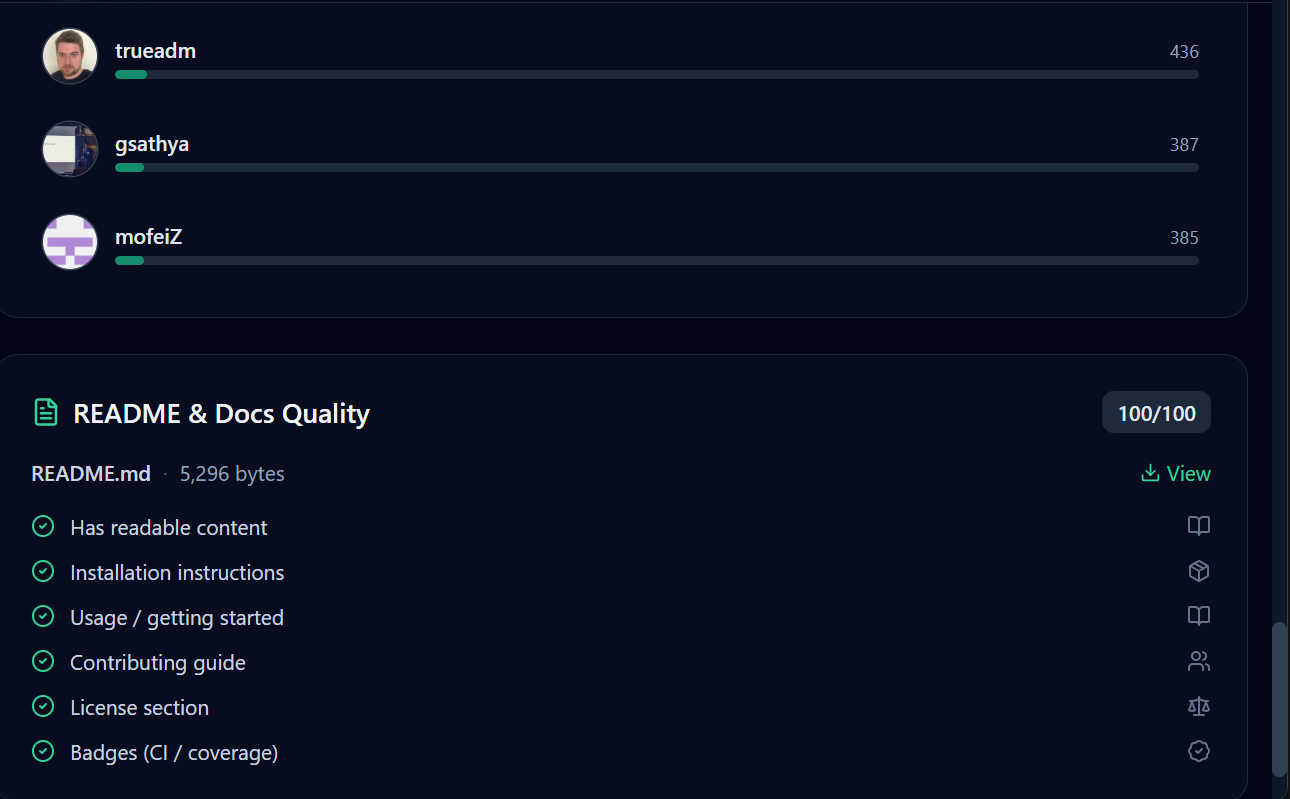 trueadm 436
gsathya 387
mofeiZ 385
README & Docs Quality 100/100
README.md · 5,296 bytes View
Has readable content
Installation instructions
Usage / getting started
Contributing guide
License section
Badges (CI / coverage)